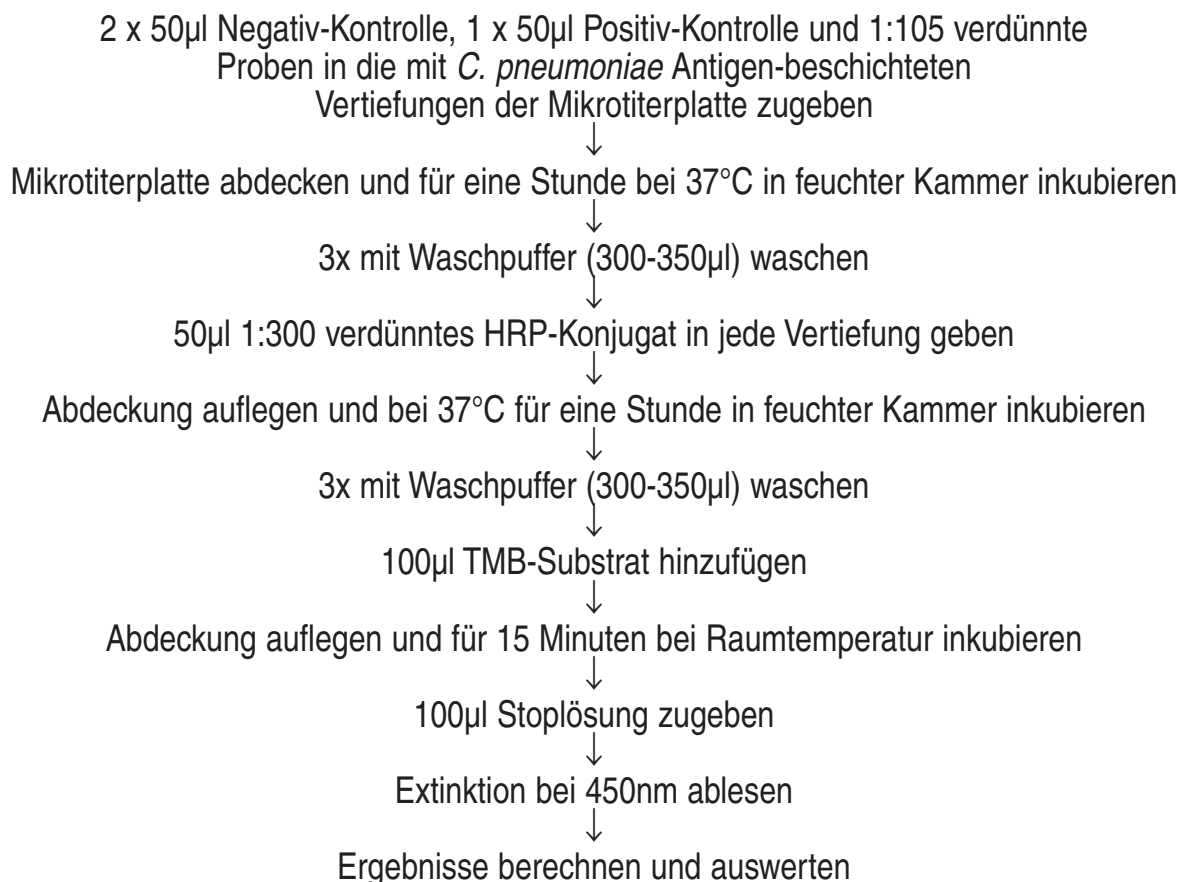 2 x 50µl Negativ-Kontrolle, 1 x 50µl Positiv-Kontrolle und 1:105 verdünnte
Proben in die mit C. pneumoniae Antigen-beschichteten
Vertiefungen der Mikrotiterplatte zugeben
↓
Mikrotiterplatte abdecken und für eine Stunde bei 37°C in feuchter Kammer inkubieren
↓
3x mit Waschpuffer (300-350µl) waschen
↓
50µl 1:300 verdünntes HRP-Konjugat in jede Vertiefung geben
↓
Abdeckung auflegen und bei 37°C für eine Stunde in feuchter Kammer inkubieren
↓
3x mit Waschpuffer (300-350µl) waschen
↓
100µl TMB-Substrat hinzufügen
↓
Abdeckung auflegen und für 15 Minuten bei Raumtemperatur inkubieren
↓
100µl Stoplösung zugeben
↓
Extinktion bei 450nm ablesen
↓
Ergebnisse berechnen und auswerten